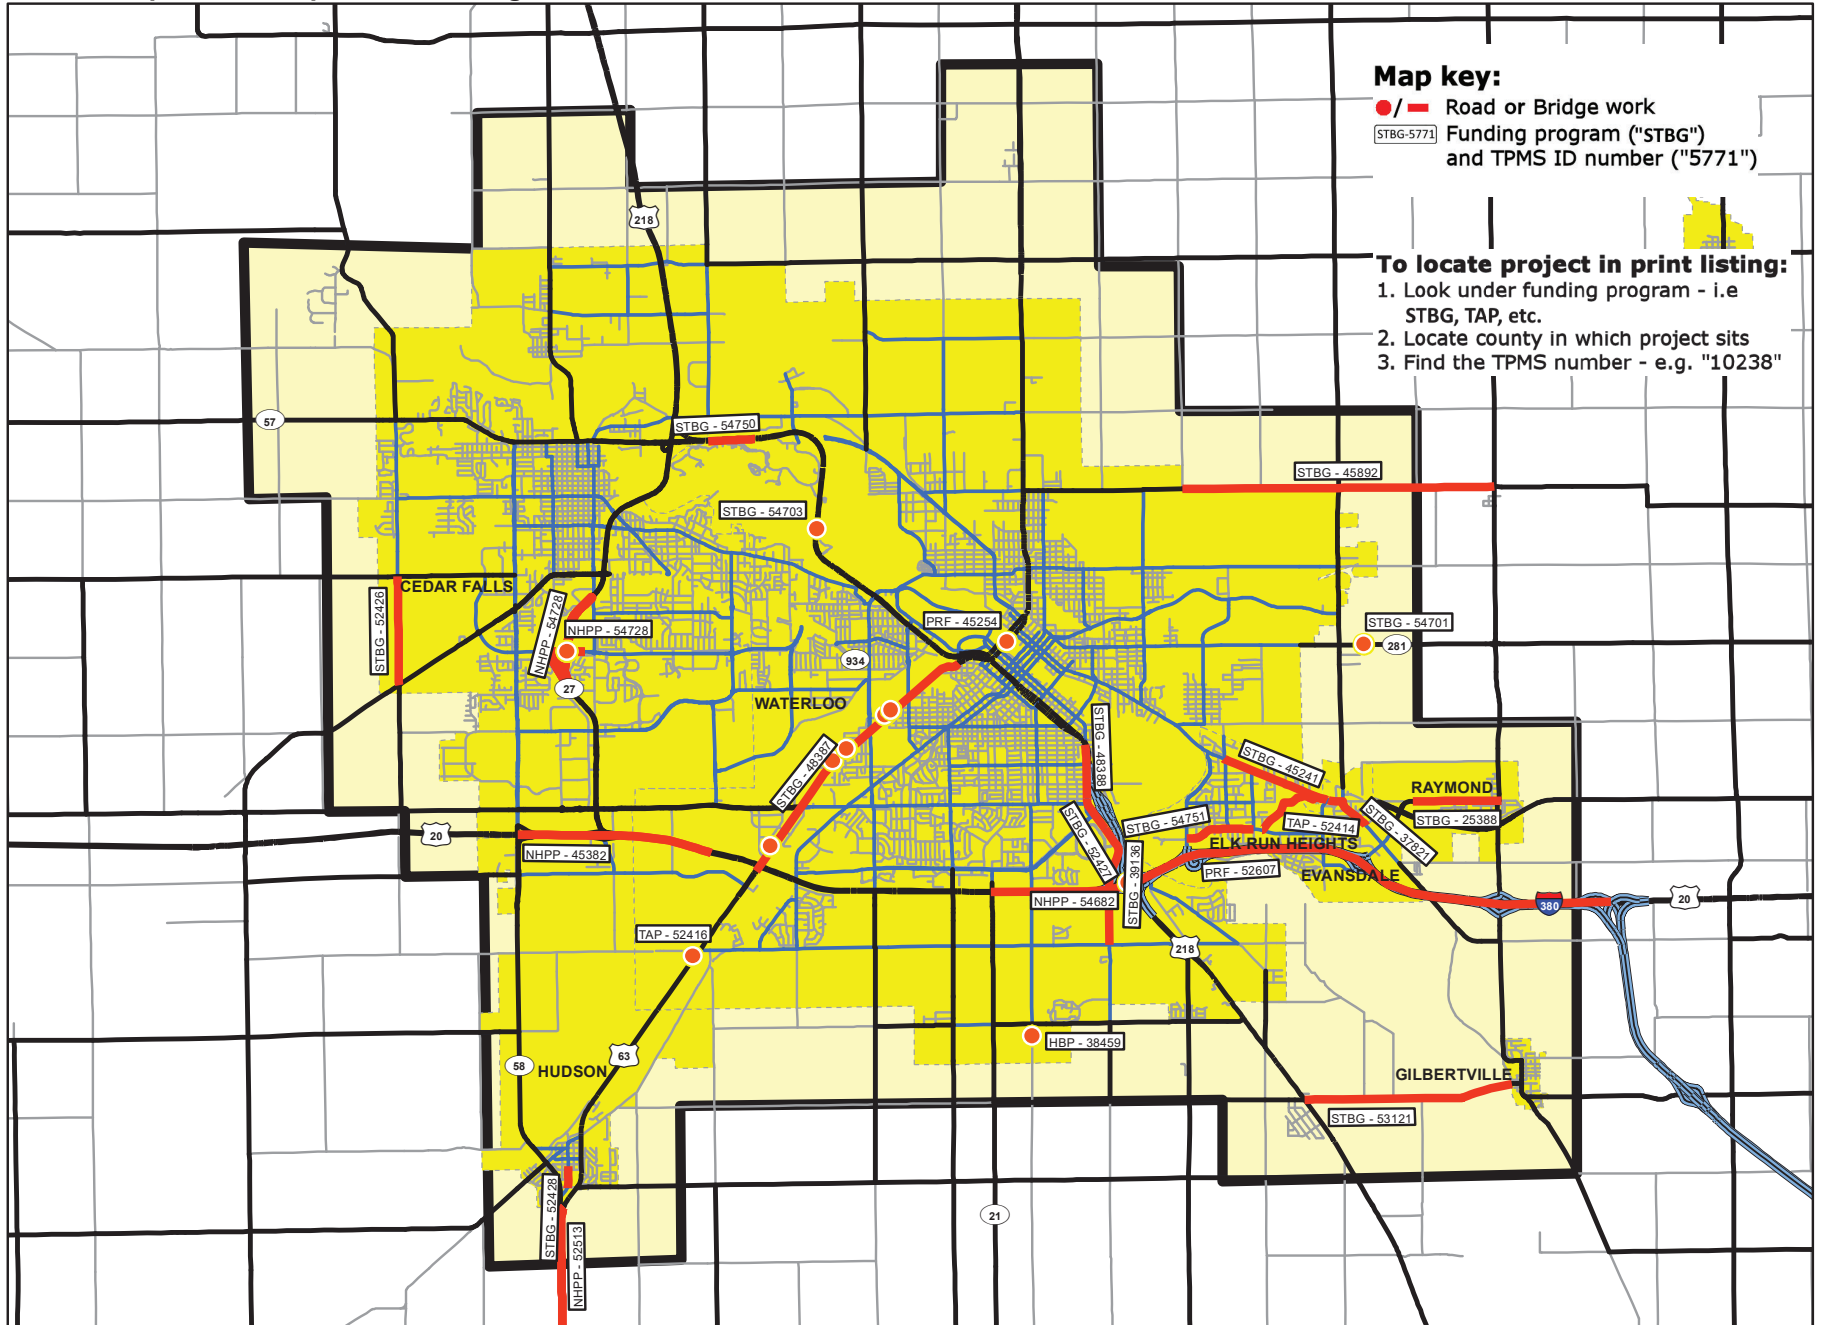 Map key:
Road or Bridge work
STBG-5771 Funding program ("STBG")
and TPMS ID number ("5771")
To locate project in print listing:
1. Look under funding program - i.e
STBG, TAP, etc.
2. Locate county in which project sits
3. Find the TPMS number - e.g. "10238"
218
57
STBG - 54750
STBG - 45892
STBG - 54703
CEDAR FALLS
STBG - 52426
NHPP - 54728
NHPP - 54728
27
PRF - 45254
934
STBG - 54701
281
WATERLOO
STBG - 48387
STBG - 48388
STBG - 45241
RAYMOND
STBG - 25388
STBG - 37821
TAP - 52414
STBG - 54751
STBG - 52427
ELK RUN HEIGHTS
EVANSDALE
PRF - 52607
20
NHPP - 45382
NHPP - 54682
STBG - 39136
380
20
TAP - 52416
218
HBP - 38459
58
HUDSON
63
GILBERTVILLE
STBG - 53121
STBG - 52428
NHPP - 52513
21